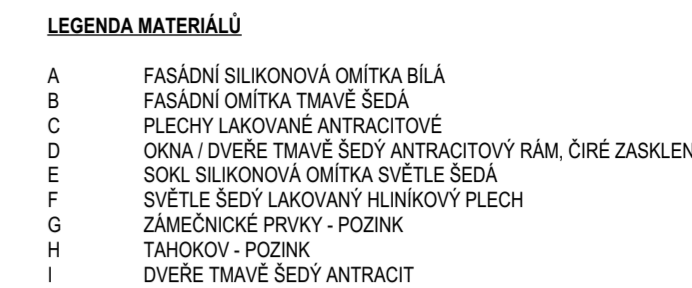 LEGENDA MATERIÁLŮ
A FASÁDNÍ SILIKONOVÁ OMÍTKA BÍLÁ
B FASÁDNÍ OMÍTKA TMAVĚ ŠEDÁ
C PLECHY LAKOVANÉ ANTRACITOVÉ
D OKNA / DVEŘE TMAVĚ ŠEDÝ ANTRACITOVÝ RÁM, ČIRÉ ZASKLEN
E SOKL SILIKONOVÁ OMÍTKA SVĚTLE ŠEDÁ
F SVĚTLE ŠEDÝ LAKOVANÝ HLINÍKOVÝ PLECH
G ZÁMEČNICKÉ PRVKY - POZINK
H TAHOKOV - POZINK
I DVEŘE TMAVĚ ŠEDÝ ANTRACIT